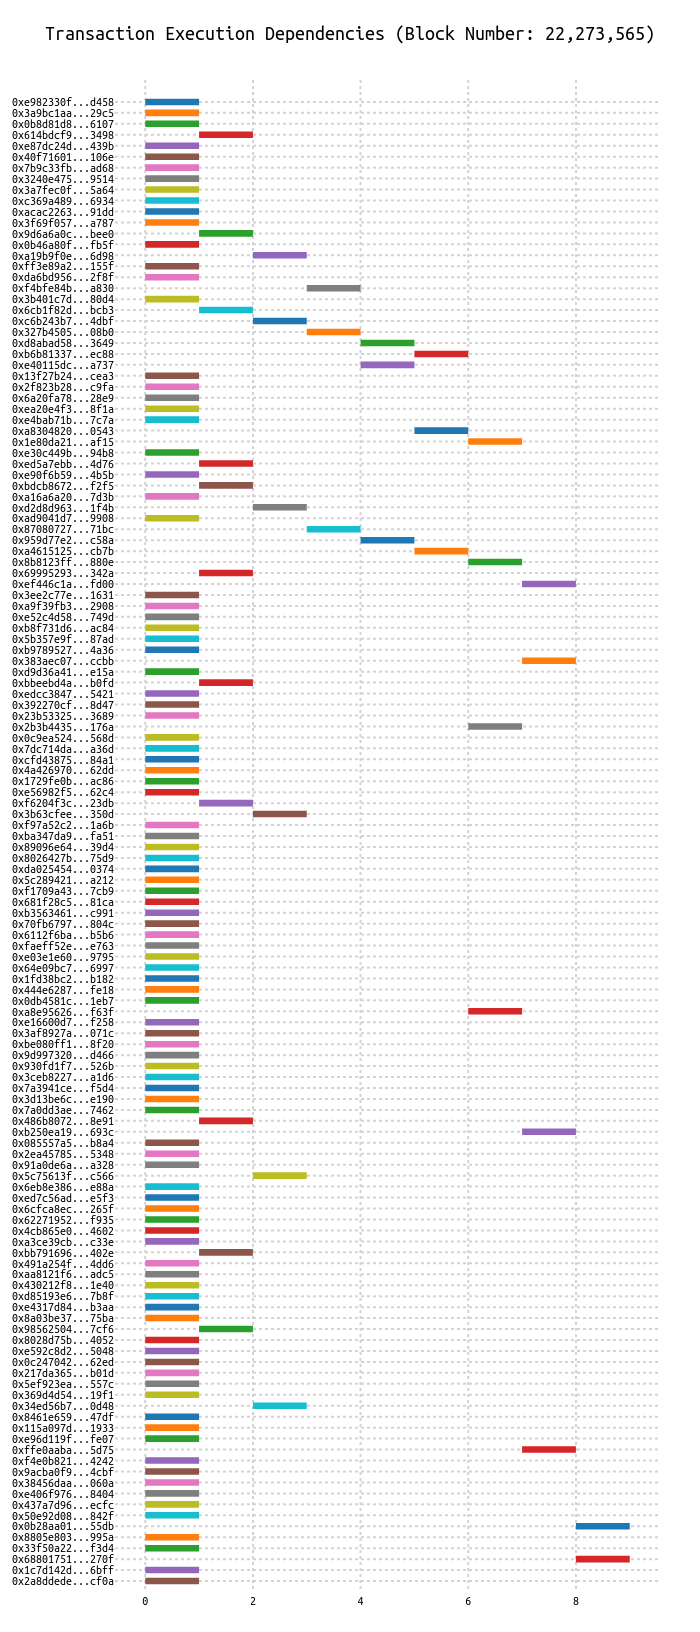 Transaction Execution Dependencies (Block Number: 22,273,565)
0xe982330f...d458
0x3a9bc1aa...29c5
0x0b8d81d8...6107
0x614bdcf9...3498
0xe87dc24d...439b
0x40f71601...106e
0x7b9c33fb...ad68
0x3240e475...9514
0x3a7fec0f...5a64
0xc369a489...6934
0xacac2263...91dd
0x3f69f057...a787
0x9d6a6a0c...bee0
0x0b46a80f...fb5f
0xa19b9f0e...6d98
0xff3e89a2...155f
0xda6bd956...2f8f
0xf4bfe84b...a830
0x3b401c7d...80d4
0x6cb1f82d...bcb3
0xc6b243b7...4dbf
0x327b4505...08b0
0xd8abad58...3649
0xb6b81337...ec88
0xe40115dc...a737
0x13f27b24...cea3
0x2f823b28...c9fa
0x6a20fa78...28e9
0xea20e4f3...8f1a
0xe4bab71b...7c7a
0xa8304820...0543
0x1e80da21...af15
0xe30c449b...94b8
0xed5a7ebb...4d76
0xe90f6b59...4b5b
0xbdcb8672...f2f5
0xa16a6a20...7d3b
0xd2d8d963...1f4b
0xad9041d7...9908
0x87080727...71bc
0x959d77e2...c58a
0xa4615125...cb7b
0x8b8123ff...880e
0x69995293...342a
0xef446c1a...fd00
0x3ee2c77e...1631
0xa9f39fb3...2908
0xe52c4d58...749d
0xb8f731d6...ac84
0x5b357e9f...87ad
0xb9789527...4a36
0x383aec07...ccbb
0xd9d36a41...e15a
0xbbeebd4a...b0fd
0xedcc3847...5421
0x392270cf...8d47
0x23b53325...3689
0x2b3b4435...176a
0x0c9ea524...568d
0x7dc714da...a36d
0xcfd43875...84a1
0x4a426970...62dd
0x1729fe0b...ac86
0xe56982f5...62c4
0xf6204f3c...23db
0x3b63cfee...350d
0xf97a52c2...1a6b
0xba347da9...fa51
0x89096e64...39d4
0x8026427b...75d9
0xda025454...0374
0x5c289421...a212
0xf1709a43...7cb9
0x681f28c5...81ca
0xb3563461...c991
0x70fb6797...804c
0x6112f6ba...b5b6
0xfaeff52e...e763
0xe03e1e60...9795
0x64e09bc7...6997
0x1fd38bc2...b182
0x444e6287...fe18
0x0db4581c...1eb7
0xa8e95626...f63f
0xe16600d7...f258
0x3af8927a...071c
0xbe080ff1...8f20
0x9d997320...d466
0x930fd1f7...526b
0x3ceb8227...a1d6
0x7a3941ce...f5d4
0x3d13be6c...e190
0x7a0dd3ae...7462
0x486b8072...8e91
0xb250ea19...693c
0x085557a5...b8a4
0x2ea45785...5348
0x91a0de6a...a328
0x5c75613f...c566
0x6eb8e386...e88a
0xed7c56ad...e5f3
0x6cfca8ec...265f
0x62271952...f935
0x4cb865e0...4602
0xa3ce39cb...c33e
0xbb791696...402e
0x491a254f...4dd6
0xaa8121f6...adc5
0x430212f8...1e40
0xd85193e6...7b8f
0xe4317d84...b3aa
0x8a03be37...75ba
0x98562504...7cf6
0x8028d75b...4052
0xe592c8d2...5048
0x0c247042...62ed
0x217da365...b01d
0x5ef923ea...557c
0x369d4d54...19f1
0x34ed56b7...0d48
0x8461e659...47df
0x115a097d...1933
0xe96d119f...fe07
0xffe0aaba...5d75
0xf4e0b821...4242
0x9acba0f9...4cbf
0x38456daa...060a
0xe406f976...8404
0x437a7d96...ecfc
0x50e92d08...842f
0x0b28aa01...55db
0x8805e803...995a
0x33f50a22...f3d4
0x68801751...270f
0x1c7d142d...6bff
0x2a8ddede...cf0a
0 2 4 6 8